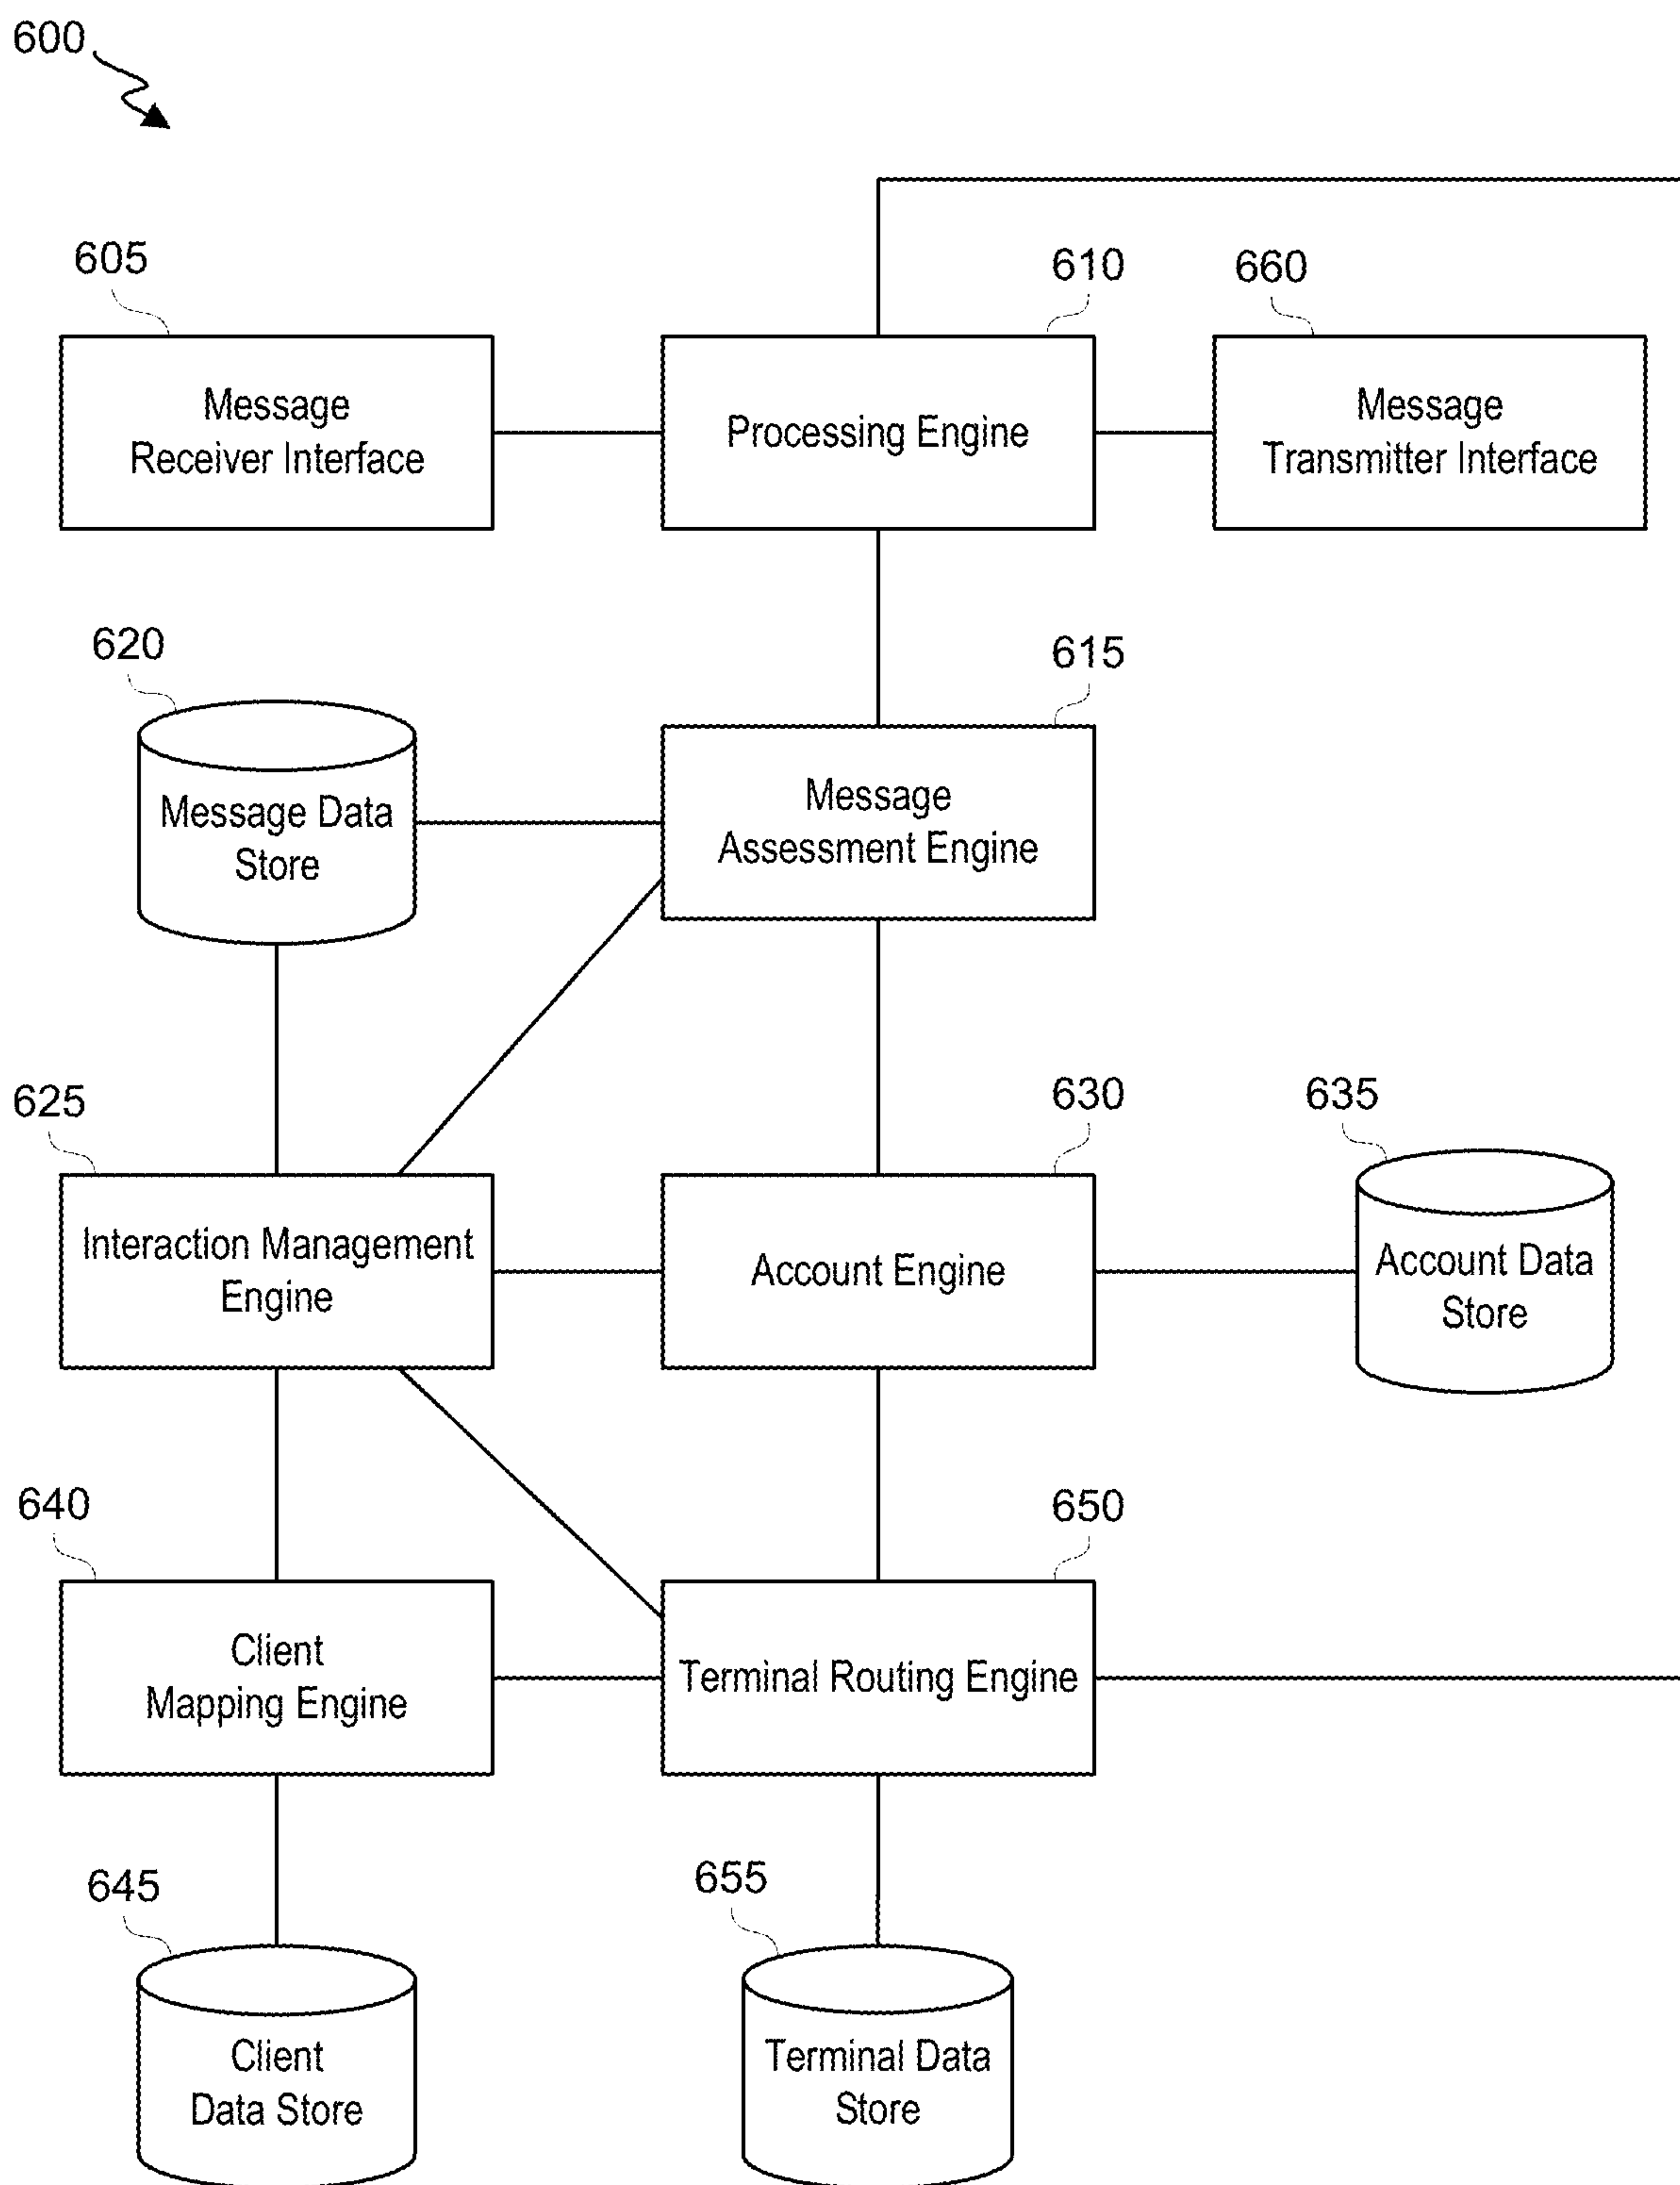 600
605
610
660
Message
Receiver Interface
Processing Engine
Message
Transmitter Interface
620
615
Message Data
Store
Message
Assessment Engine
625
630
635
Interaction Management
Engine
Account Engine
Account Data
Store
640
650
Client
Mapping Engine
Terminal Routing Engine
645
655
Client
Data Store
Terminal Data
Store